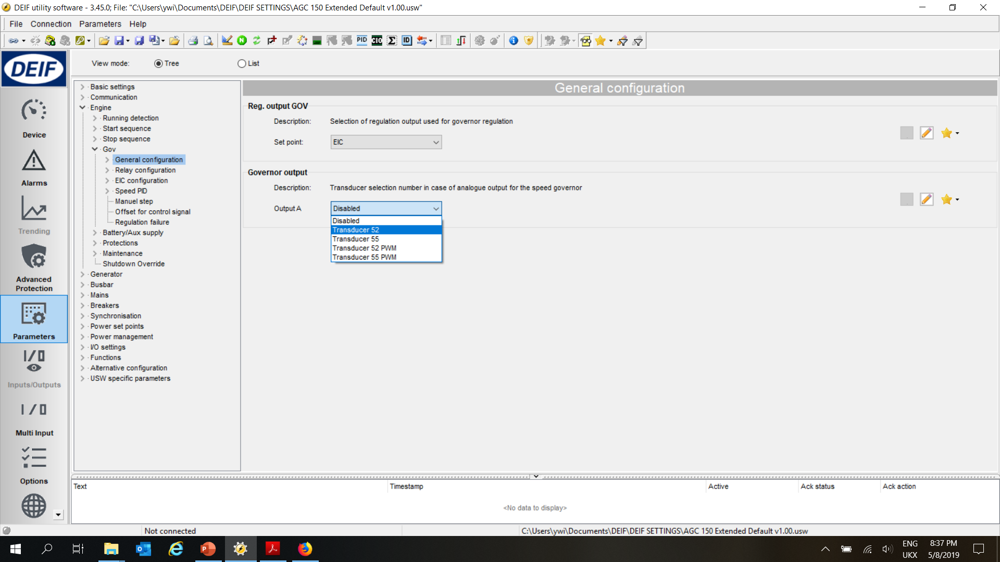 DEIF utility software - 3.45.0; File: "C:\Users\ywi\Documents\DEIF\DEIF SETTINGS\AGC 150 Extended Default v1.00.usw"
File Connection Parameters Help
PID CIO Σ ID
DEIF
View mode: Tree List
Device
Alarms
Trending
Advanced
Protection
Parameters
Inputs/Outputs
Multi Input
Options
Basic settings
Communication
Engine
Running detection
Start sequence
Stop sequence
Gov
General configuration
Relay configuration
EIC configuration
Speed PID
Manuel step
Offset for control signal
Regulation failure
Battery/Aux supply
Protections
Maintenance
Shutdown Override
Generator
Busbar
Mains
Breakers
Synchronisation
Power set points
Power management
I/O settings
Functions
Alternative configuration
USW specific parameters
General configuration
Reg. output GOV
Description: Selection of regulation output used for governor regulation
Set point: EIC
Governor output
Description: Transducer selection number in case of analogue output for the speed governor
Output A Disabled
Disabled
Transducer 52
Transducer 55
Transducer 52 PWM
Transducer 55 PWM
Text Timestamp Active Ack status Ack action
<No data to display>
Not connected C:\Users\ywi\Documents\DEIF\DEIF SETTINGS\AGC 150 Extended Default v1.00.usw
ENG
UKX
8:37 PM
5/8/2019